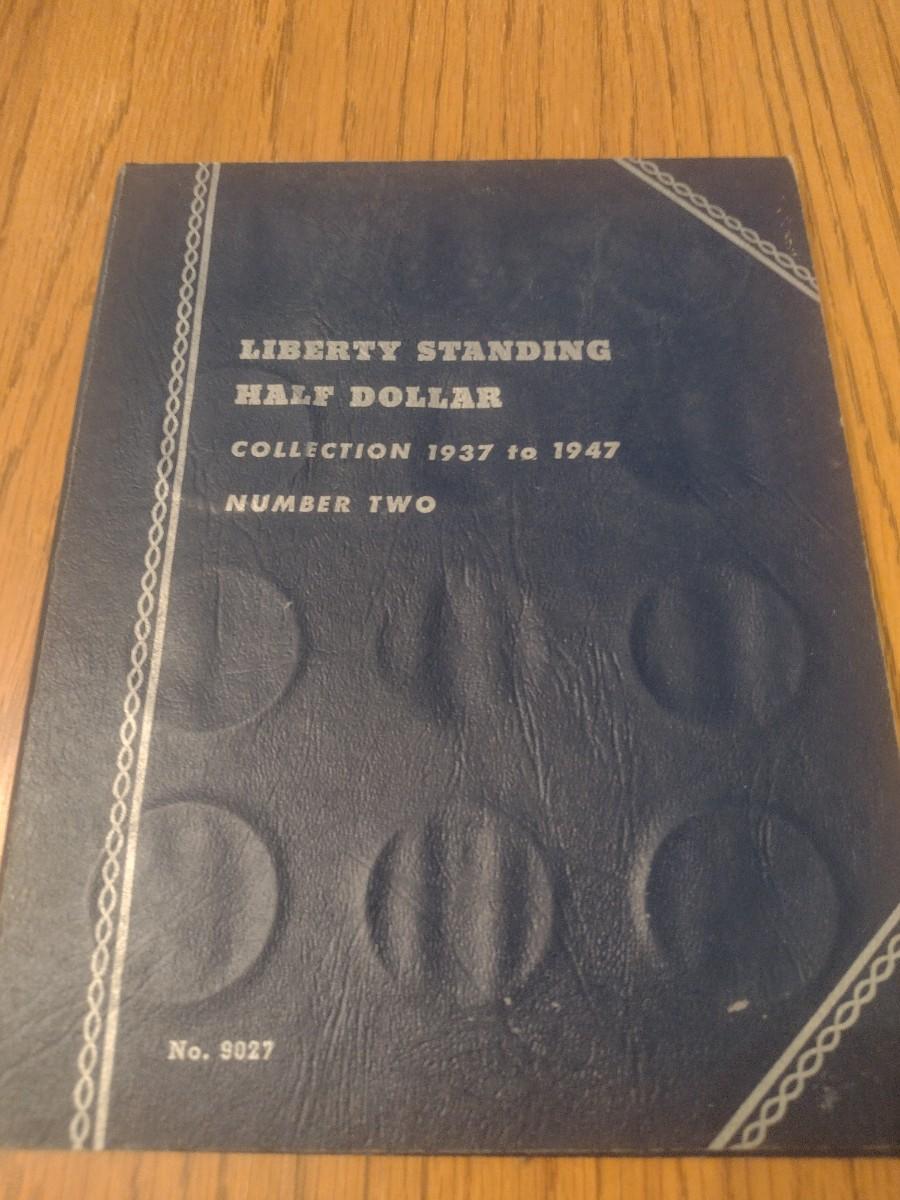 LIBERTY STANDING
HALF DOLLAR
COLLECTION 1937 to 1947
NUMBER TWO
No. 9027